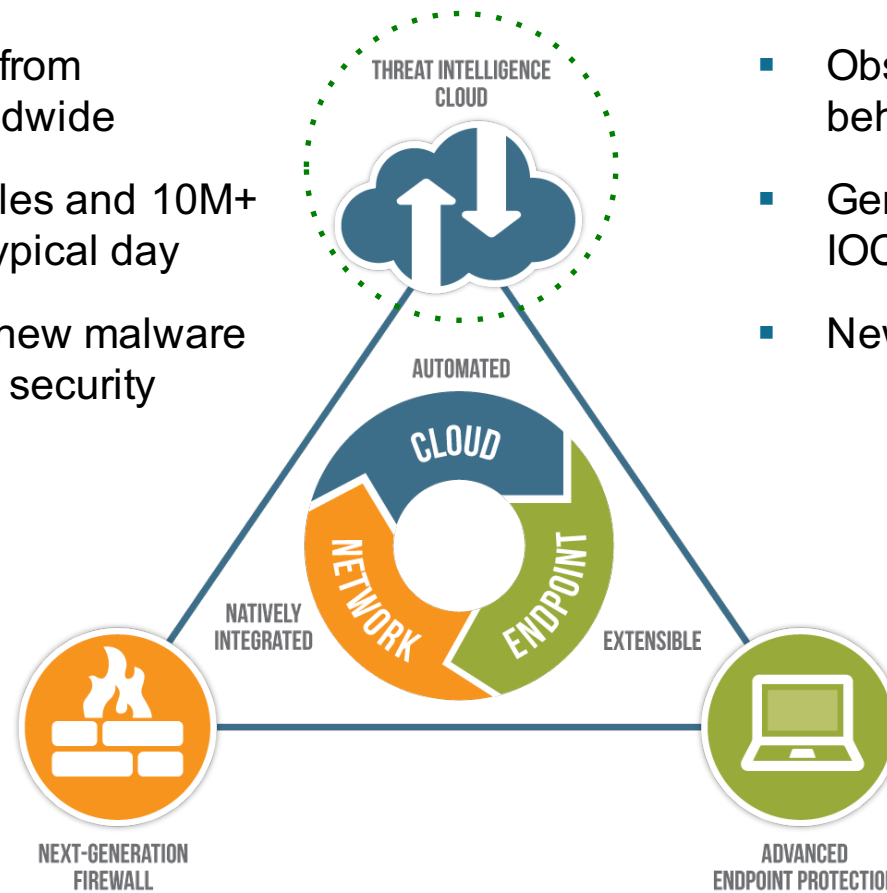 from
dwide
les and 10M+
ypical day
new malware
security
THREAT INTELLIGENCE
CLOUD
Obs
beh
Ger
IOC
New
AUTOMATED
CLOUD
NETWORK
ENDPOINT
NATIVELY
INTEGRATED
EXTENSIBLE
NEXT-GENERATION
FIREWALL
ADVANCED
ENDPOINT PROTECTION